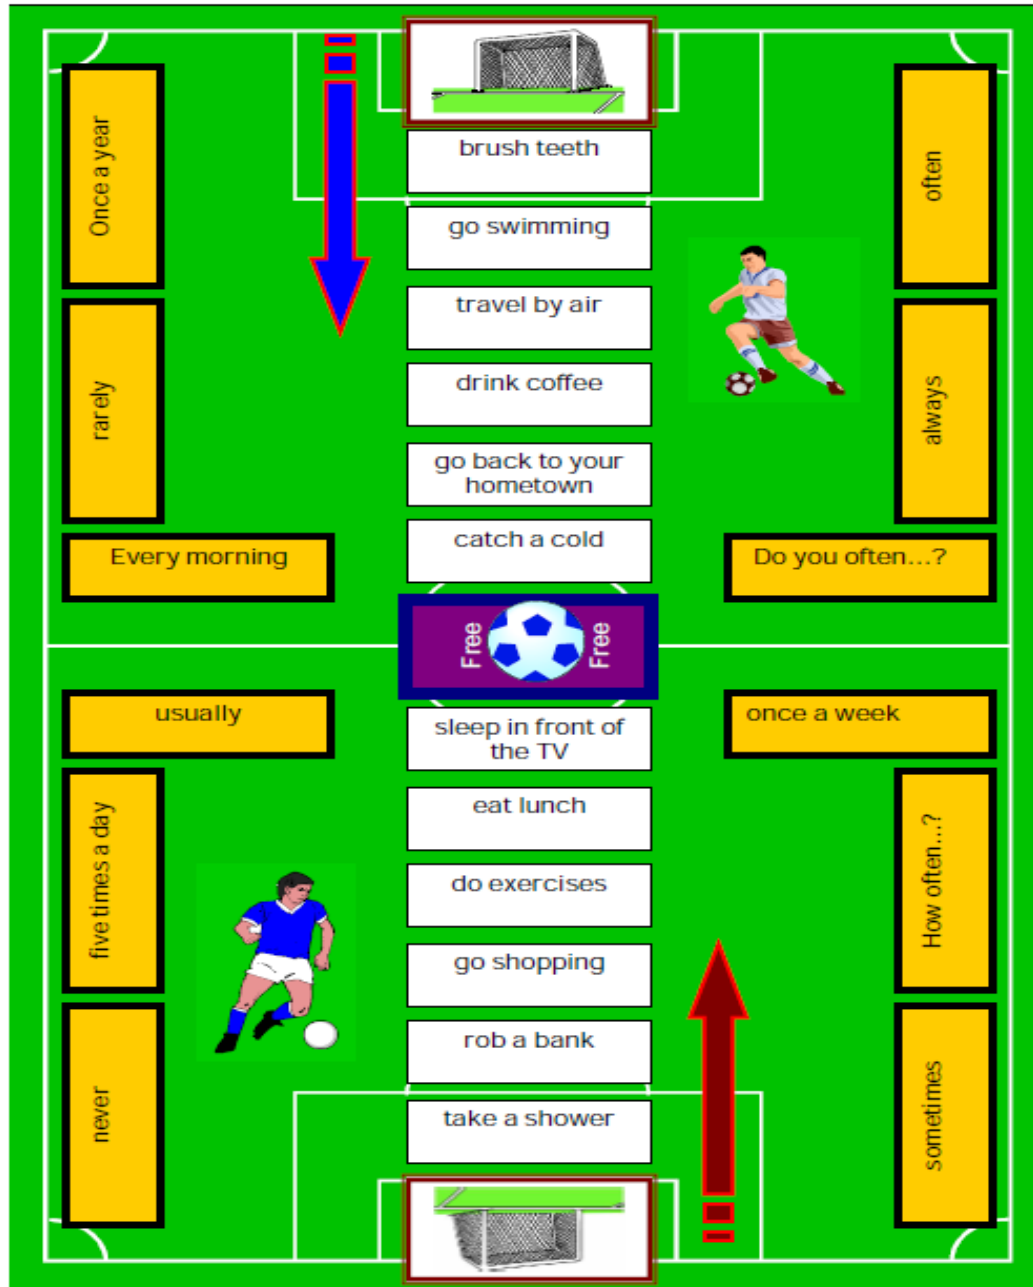 Once a year
rarely
Every morning
usually
five times a day
never
brush teeth
go swimming
travel by air
drink coffee
go back to your
hometown
catch a cold
Free
Free
sleep in front of
the TV
eat lunch
do exercises
go shopping
rob a bank
take a shower
often
always
Do you often...?
once a week
How often...?
sometimes